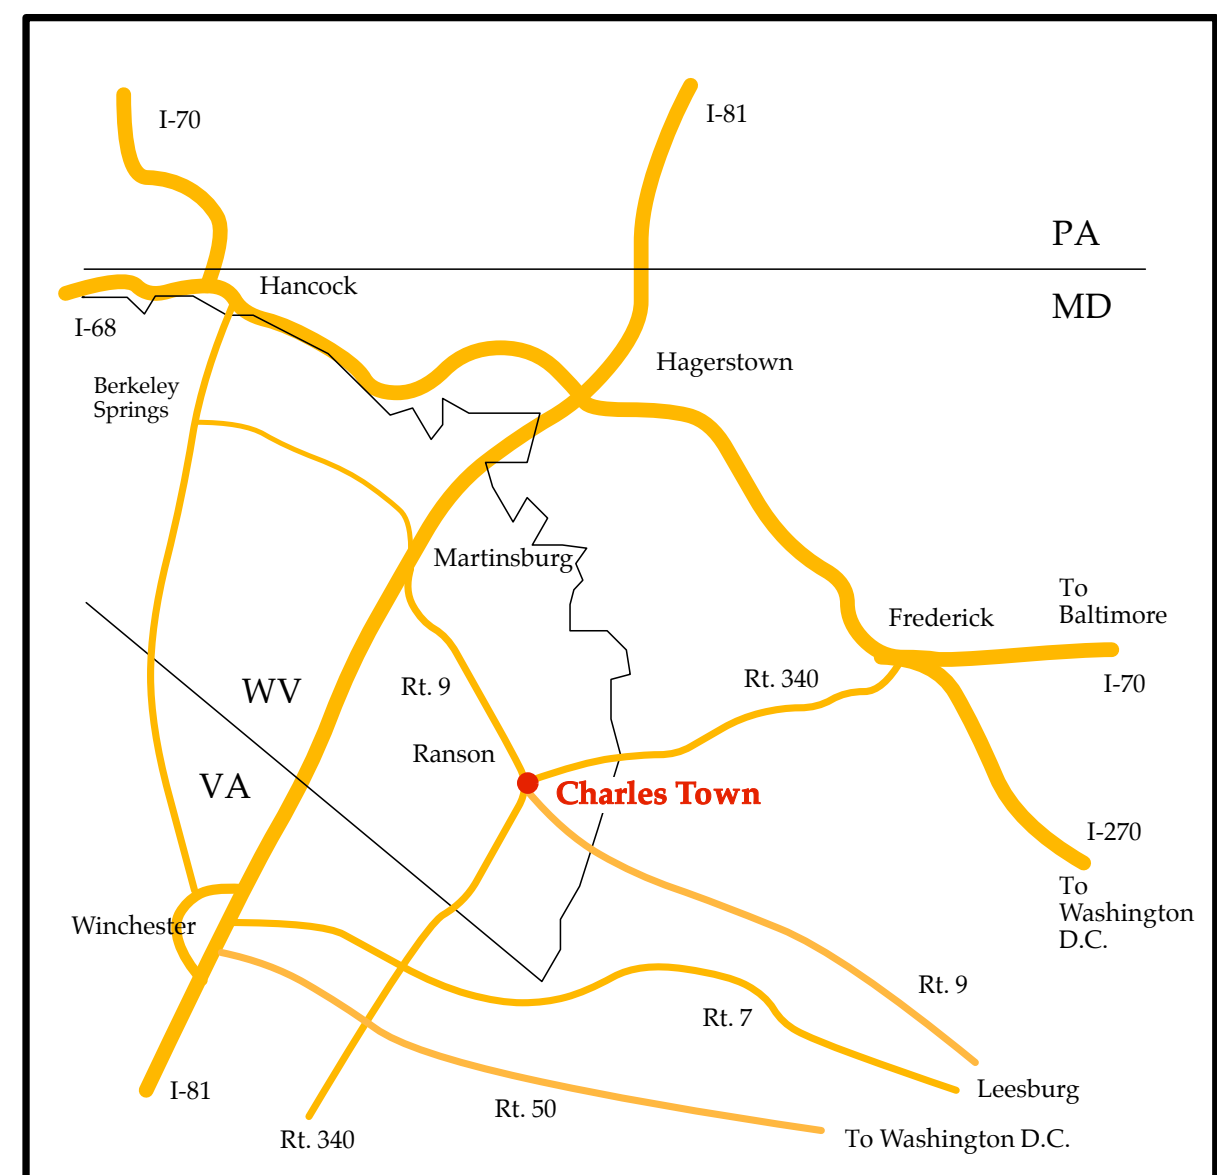 I-70
I-81
PA
Hancock
MD
I-68
Hagerstown
Berkeley
Springs
Martinsburg
To
Baltimore
Frederick
Rt. 340
I-70
Rt. 9
WV
Ranson
VA
Charles Town
I-270
To
Washington
D.C.
Winchester
Rt. 9
Rt. 7
I-81
Leesburg
Rt. 50
Rt. 340
To Washington D.C.